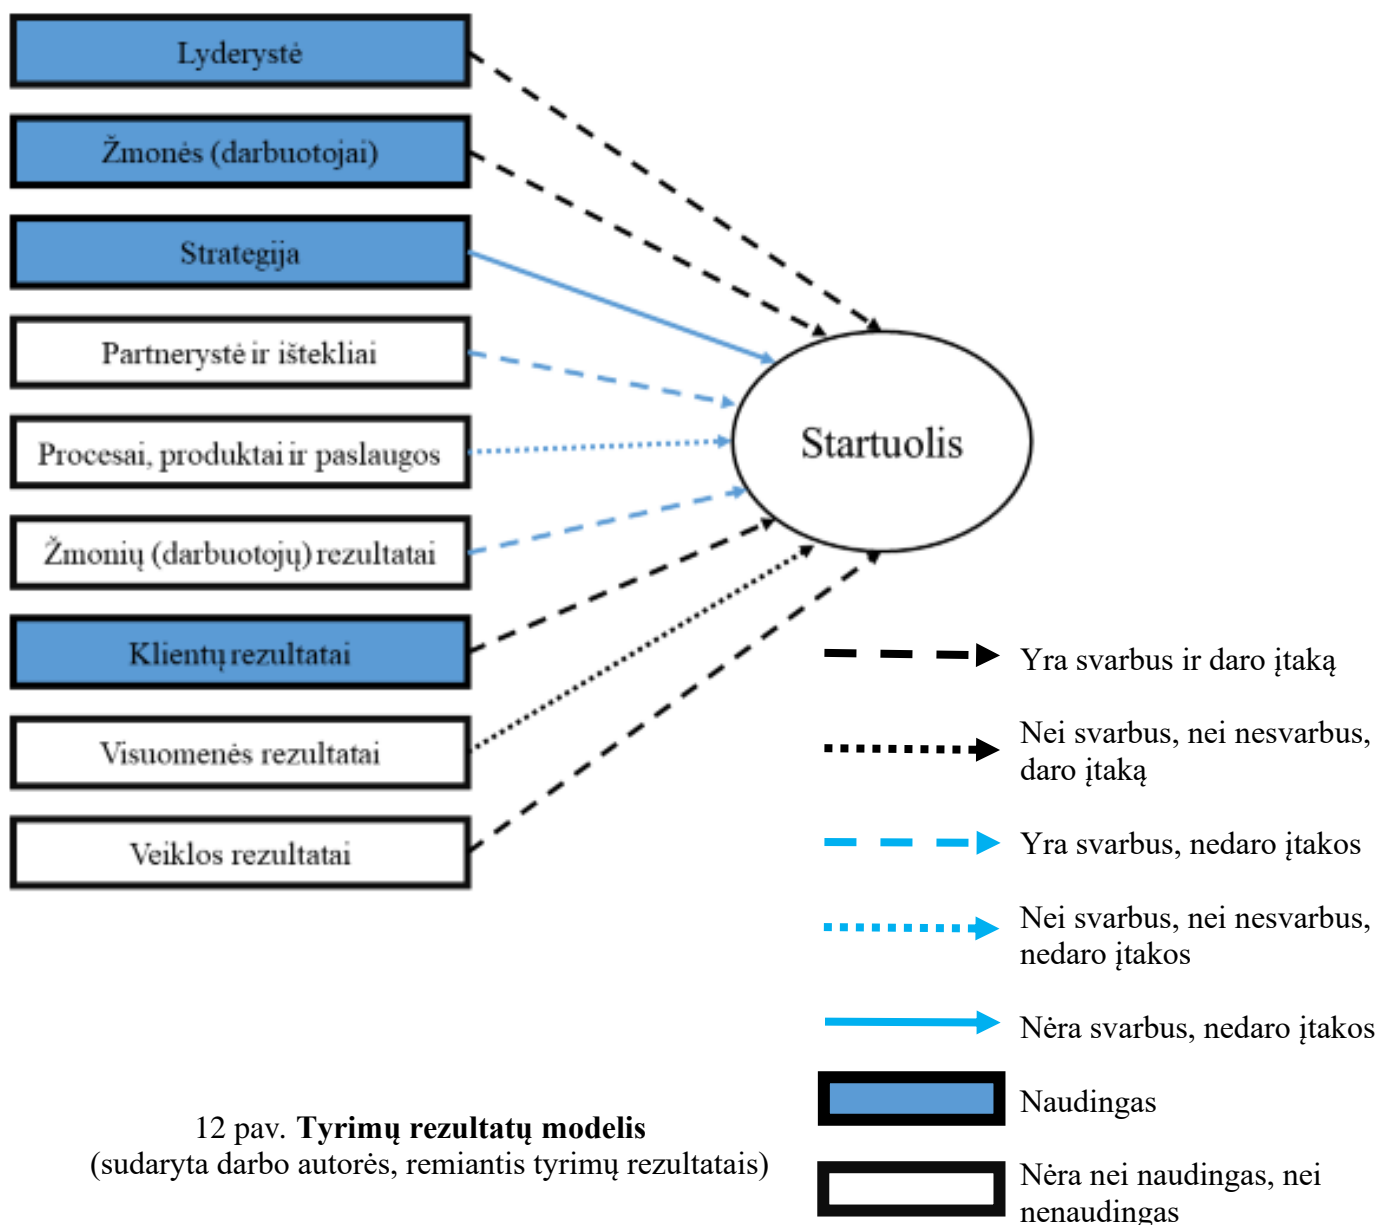 Lyderystė
Žmonės (darbuotojai)
Strategija
Partnerystė ir ištekliai
Procesai, produktai ir paslaugos
Žmonių (darbuotojų) rezultatai
Klientų rezultatai
Visuomenės rezultatai
Veiklos rezultatai
Startuolis
Yra svarbus ir daro įtaką
Nei svarbus, nei nesvarbus,
daro įtaką
Yra svarbus, nedaro įtakos
Nei svarbus, nei nesvarbus,
nedaro įtakos
Nėra svarbus, nedaro įtakos
Naudingas
Nėra nei naudingas, nei
nenaudingas
12 pav. Tyrimų rezultatų modelis
(sudaryta darbo autorės, remiantis tyrimų rezultatais)